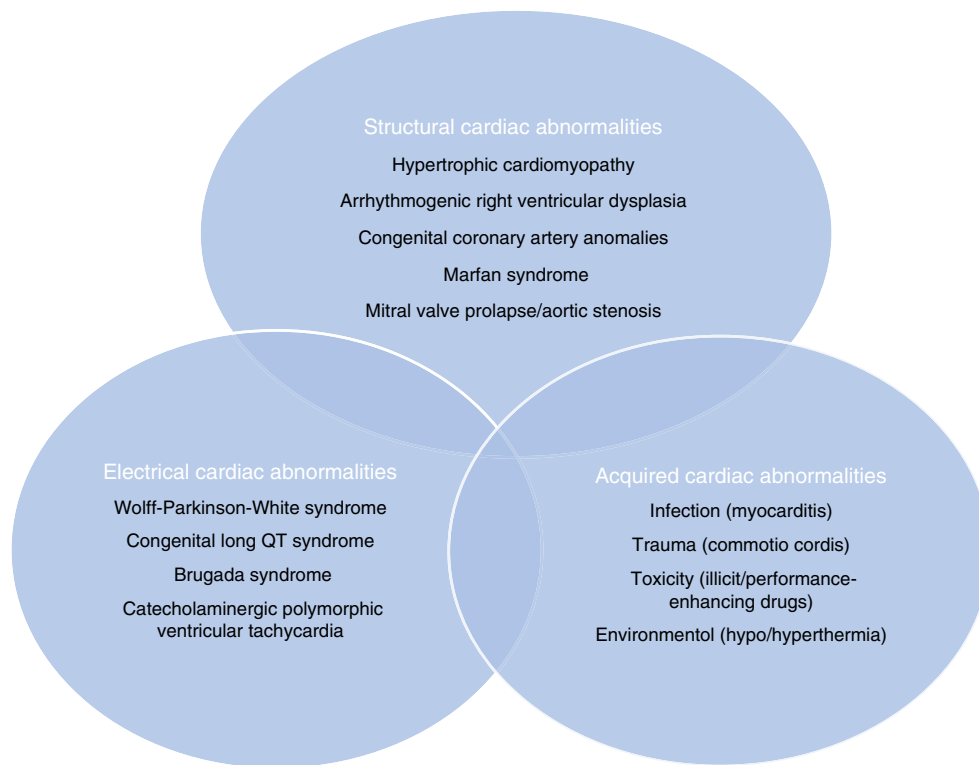 Structural cardiac abnormalities
Hypertrophic cardiomyopathy
Arrhythmogenic right ventricular dysplasia
Congenital coronary artery anomalies
Marfan syndrome
Mitral valve prolapse/aortic stenosis
Electrical cardiac abnormalities
Wolff-Parkinson-White syndrome
Congenital long QT syndrome
Brugada syndrome
Catecholaminergic polymorphic
ventricular tachycardia
Acquired cardiac abnormalities
Infection (myocarditis)
Trauma (commotio cordis)
Toxicity (illicit/performance-
enhancing drugs)
Environmentol (hypo/hyperthermia)